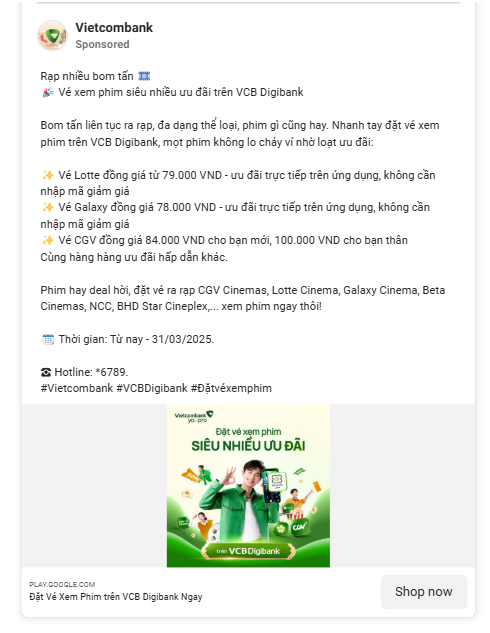 Vietcombank
Sponsored
Rạp nhiều bom tấn 🎞️
🎉 Vé xem phim siêu nhiều ưu đãi trên VCB Digibank
Bom tấn liên tục ra rạp, đa dạng thể loại, phim gì cũng hay. Nhanh tay đặt vé xem
phim trên VCB Digibank, mọt phim không lo cháy ví nhờ loạt ưu đãi:
✨ Vé Lotte đồng giá từ 79.000 VND - ưu đãi trực tiếp trên ứng dụng, không cần
nhập mã giảm giá
✨ Vé Galaxy đồng giá 78.000 VND - ưu đãi trực tiếp trên ứng dụng, không cần
nhập mã giảm giá
✨ Vé CGV đồng giá 84.000 VND cho bạn mới, 100.000 VND cho bạn thân
Cùng hàng hàng ưu đãi hấp dẫn khác.
Phim hay deal hời, đặt vé ra rạp CGV Cinemas, Lotte Cinema, Galaxy Cinema, Beta
Cinemas, NCC, BHD Star Cineplex,... xem phim ngay thôi!
🗓️ Thời gian: Từ nay - 31/03/2025.
☎ Hotline: *6789.
#Vietcombank #VCBDigibank #Đặtvéxemphim
Vietcombank
Đặt vé xem phim
SIÊU NHIỀU ƯU ĐÃI
CGV
trên VCB Digibank
PLAY.GOOGLE.COM
Đặt Vé Xem Phim trên VCB Digibank Ngay
Shop now